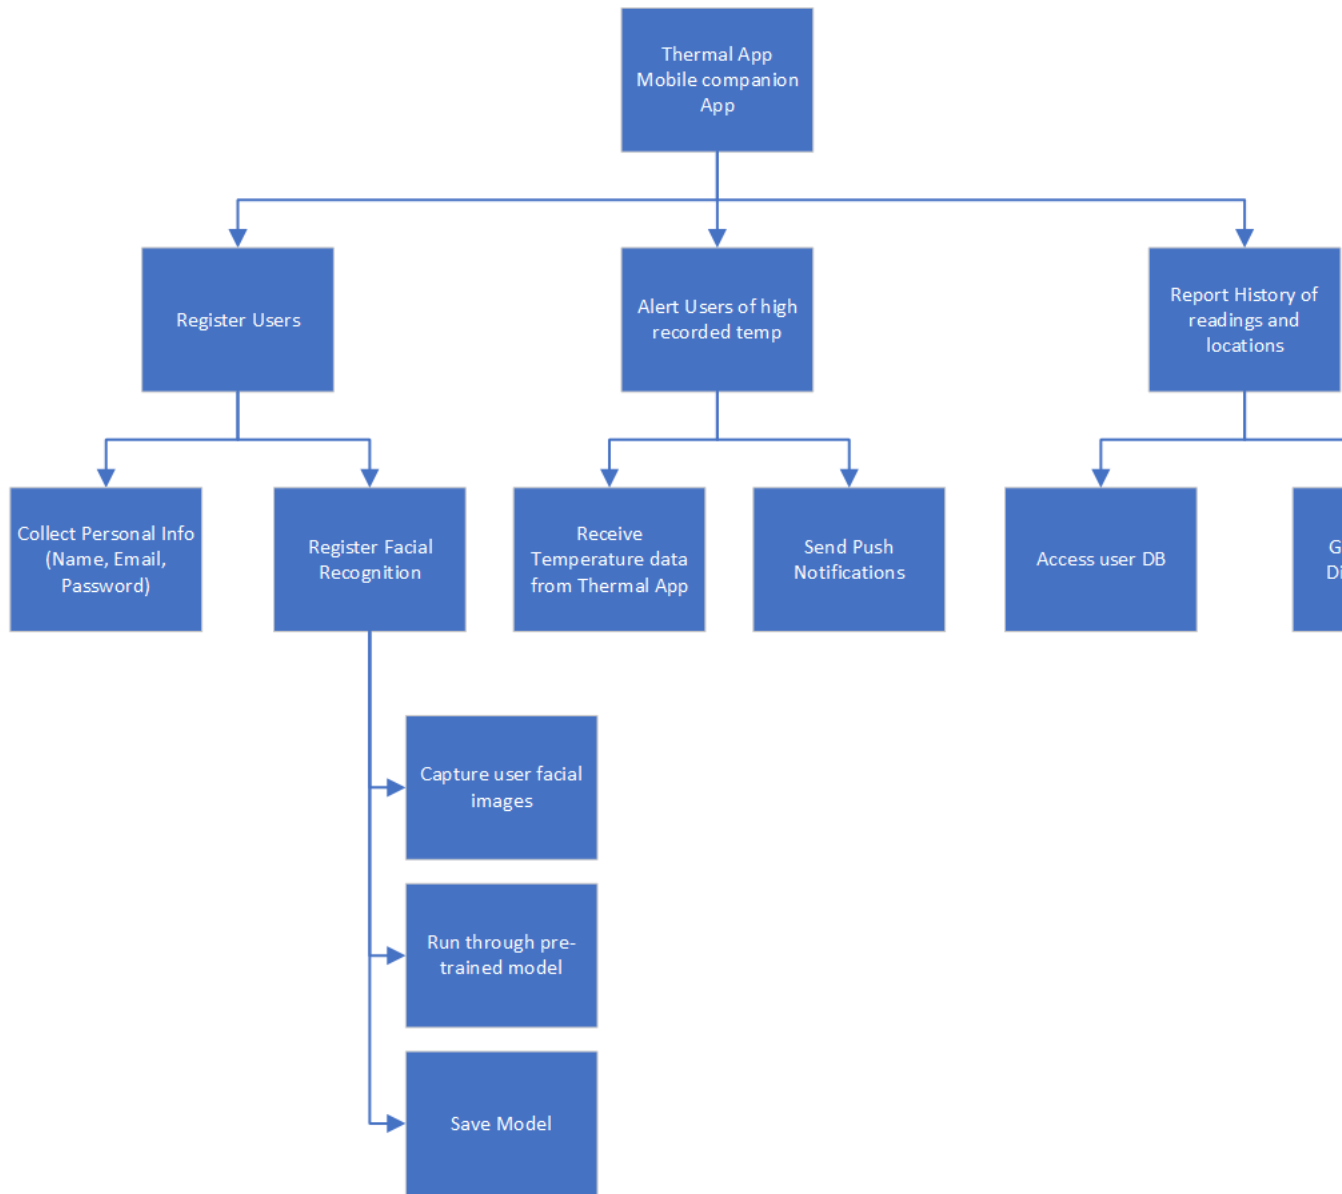 Thermal App
Mobile companion
App
Register Users
Alert Users of high
recorded temp
Report History of
readings and
locations
Collect Personal Info
(Name, Email,
Password)
Register Facial
Recognition
Receive
Temperature data
from Thermal App
Send Push
Notifications
Access user DB
Capture user facial
images
Run through pre-
trained model
Save Model